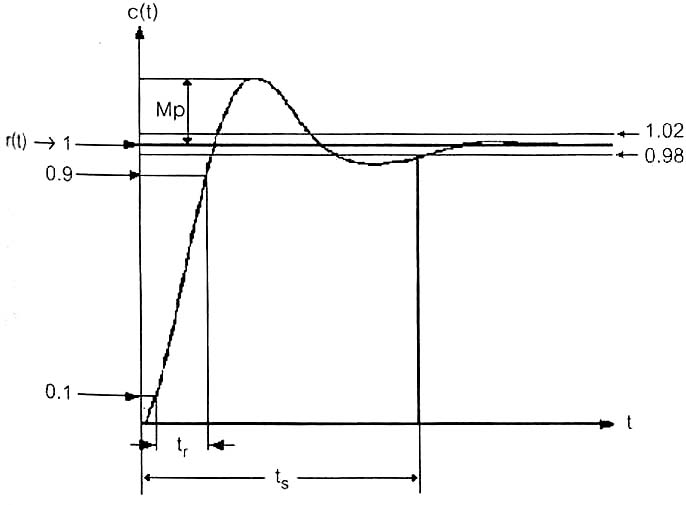 c(t)
Mp
r(t) → 1
1.02
0.98
0.9
0.1
t
tr
ts